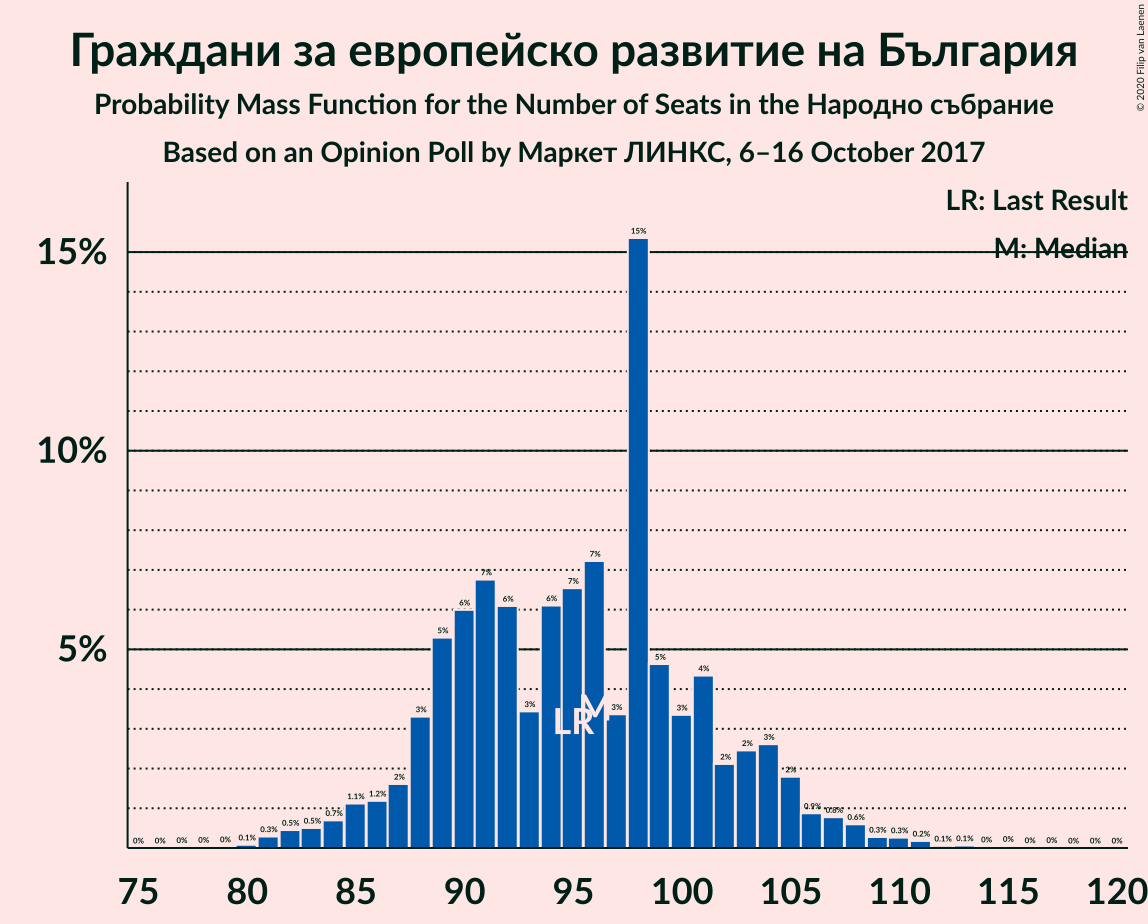 Граждани за европейско развитие на България
Probability Mass Function for the Number of Seats in the Народно събрание
Based on an Opinion Poll by Маркет ЛИНКС, 6–16 October 2017
© 2020 Filip van Laenen
LR: Last Result
M: Median
15%
10%
5%
0% 0% 0% 0% 0% 0.1% 0.3% 0.5% 0.5% 0.7% 1.1% 1.2% 2% 3% 5% 6% 7% 6% 3% 6% 7% 7% 3% 15% 5% 3% 4% 2% 2% 3% 2% 0.9% 0.8% 0.6% 0.3% 0.3% 0.2% 0.1% 0.1% 0% 0% 0% 0% 0% 0% 0%
LR M
75 80 85 90 95 100 105 110 115 120